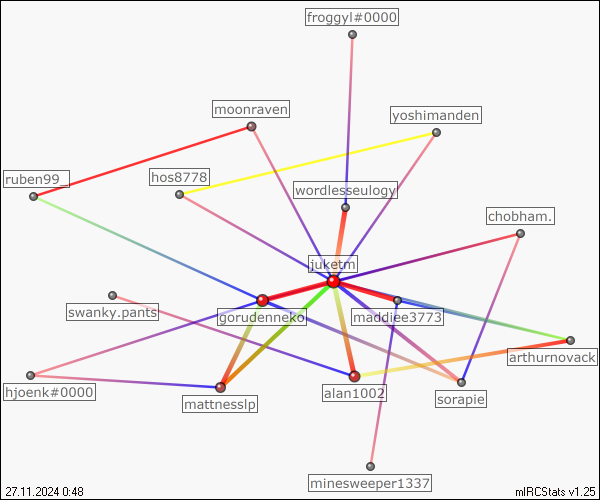 froggyl#0000
moonraven
yoshimanden
ruben99_
hos8778
wordlesseulogy
chobham.
juketm
swanky.pants
gorudenneko
maddiee3773
arthurnovack
hjoenk#0000
mattnesslp
alan1002
sorapie
minesweeper1337
27.11.2024 0:48
mIRCStats v1.25